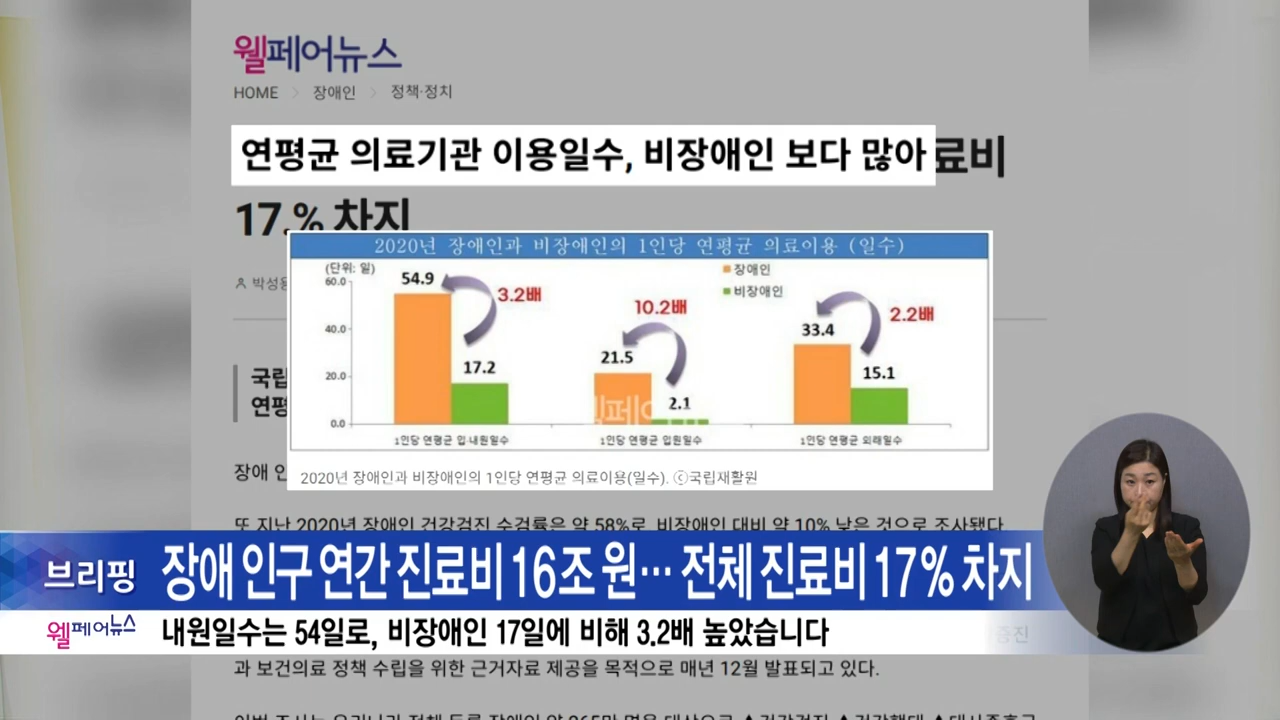 웰페어뉴스
HOME > 장애인 > 정책·정치
연평균 의료기관 이용일수, 비장애인 보다 많아
료비
17.% 차지
박성용
2020년 장애인과 비장애인의 1인당 연평균 의료이용 (일수)
(단위: 일)
장애인
비장애인
60.0
40.0
20.0
0.0
54.9
3.2배
17.2
21.5
10.2배
2.1
33.4
2.2배
15.1
1인당 연평균 입·내원일수
1인당 연평균 입원일수
1인당 연평균 외래일수
2020년 장애인과 비장애인의 1인당 연평균 의료이용(일수). ⓒ국립재활원
국립
연평
장애 인
또 지난 2020년 장애인 건강검진 수검률은 약 58%로, 비장애인 대비 약 10% 낮은 것으로 조사됐다
브리핑
장애 인구 연간 진료비 16조 원… 전체 진료비 17% 차지
웰페어뉴스
내원일수는 54일로, 비장애인 17일에 비해 3.2배 높았습니다
증진
과 보건의료 정책 수립을 위한 근거자료 제공을 목적으로 매년 12월 발표되고 있다.